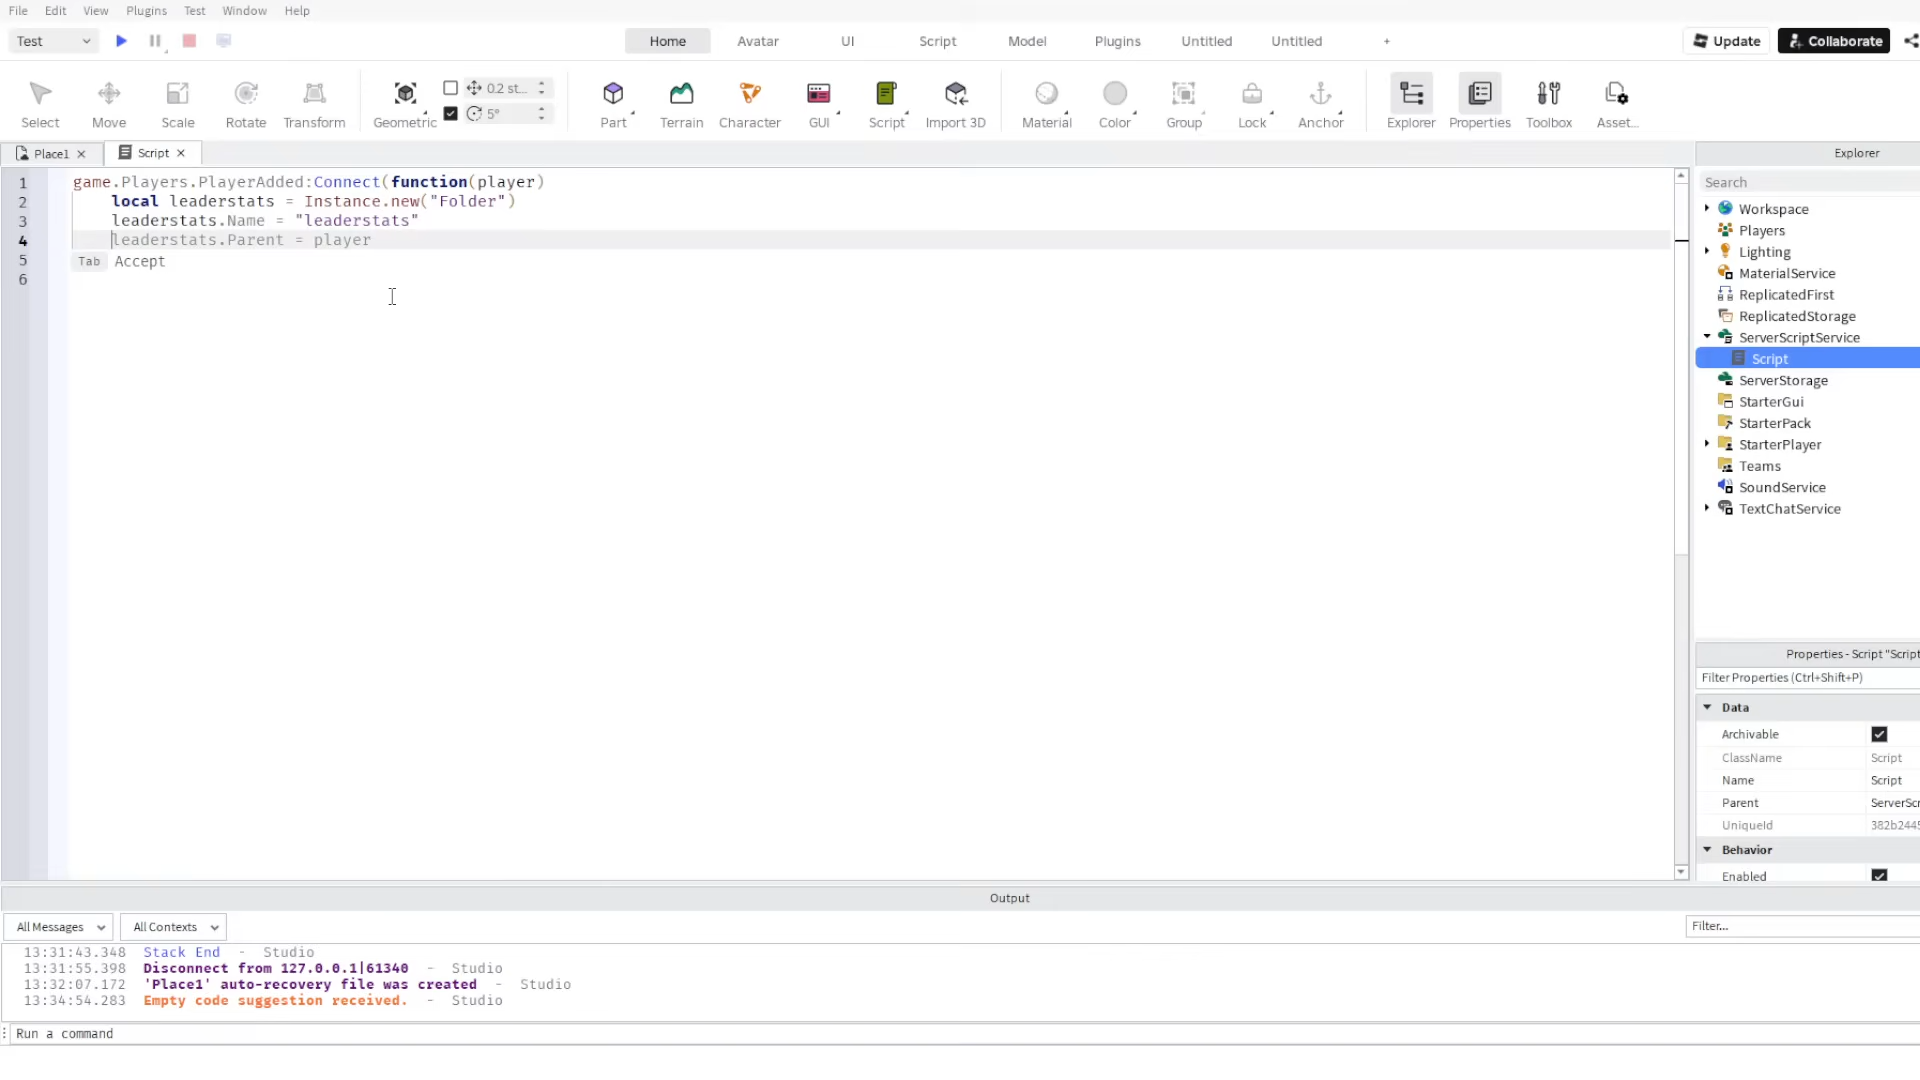 File Edit View Plugins Test Window Help
Test Home Avatar UI Script Model Plugins Untitled Untitled + Update Collaborate
0.2 st...
5°
Select Move Scale Rotate Transform Geometric Part Terrain Character GUI Script Import 3D Material Color Group Lock Anchor Explorer Properties Toolbox Asset...
Place1 Script
1 game.Players.PlayerAdded:Connect(function(player)
2 local leaderstats = Instance.new("Folder")
3 leaderstats.Name = "leaderstats"
4 leaderstats.Parent = player
5 Tab Accept
6
Explorer
Search
Workspace
Players
Lighting
MaterialService
ReplicatedFirst
ReplicatedStorage
ServerScriptService
Script
ServerStorage
StarterGui
StarterPack
StarterPlayer
Teams
SoundService
TextChatService
Properties - Script "Script
Filter Properties (Ctrl+Shift+P)
Data
Archivable
ClassName Script
Name Script
Parent ServerScr
UniqueId 382b2445
Behavior
Enabled
Output
All Messages All Contexts Filter...
13:31:43.348 Stack End - Studio
13:31:55.398 Disconnect from 127.0.0.1|61340 - Studio
13:32:07.172 'Place1' auto-recovery file was created - Studio
13:34:54.283 Empty code suggestion received. - Studio
Run a command